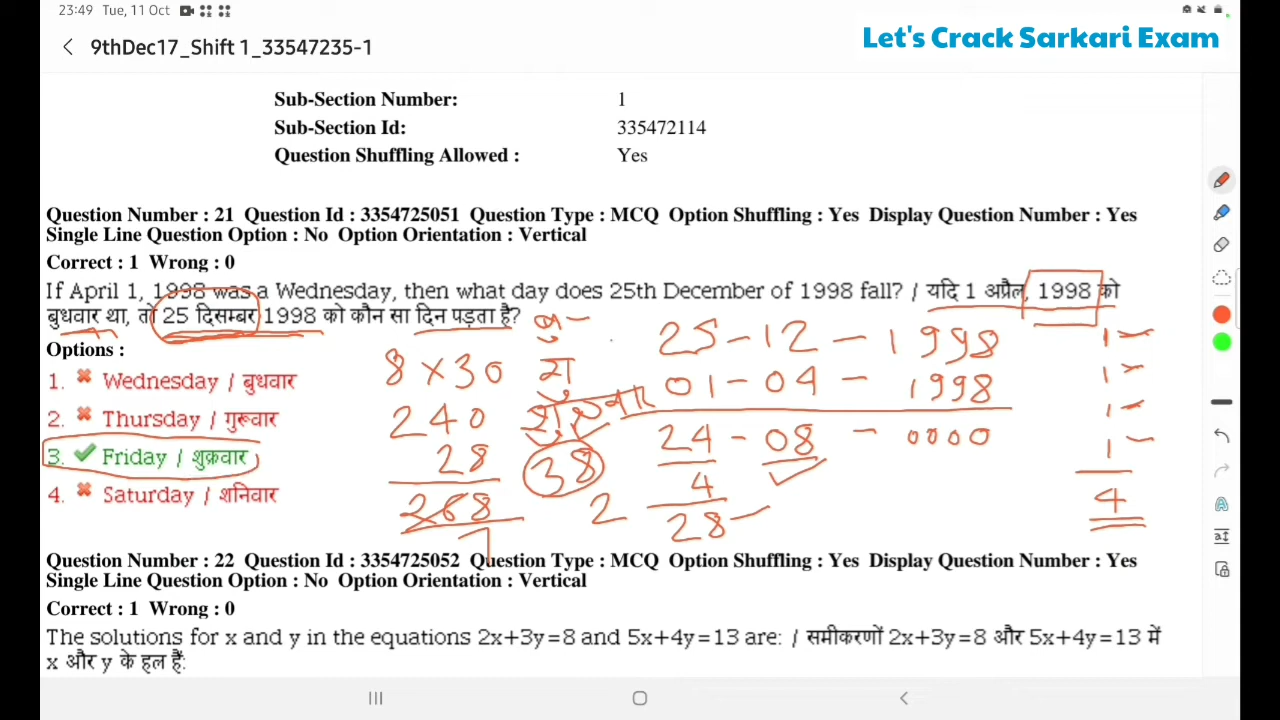 23:49 Tue, 11 Oct
Let's Crack Sarkari Exam
9thDec17_Shift 1_33547235-1
Sub-Section Number: 1
Sub-Section Id: 335472114
Question Shuffling Allowed : Yes
Question Number : 21 Question Id : 3354725051 Question Type : MCQ Option Shuffling : Yes Display Question Number : Yes
Single Line Question Option : No Option Orientation : Vertical
Correct : 1 Wrong : 0
If April 1, 1998 was a Wednesday, then what day does 25th December of 1998 fall? / यदि 1 अप्रैल, 1998 को
बुधवार था, तो 25 दिसम्बर 1998 को कौन सा दिन पड़ता है?
Options :
1. Wednesday / बुधवार
2. Thursday / गुरूवार
3. Friday / शुक्रवार
4. Saturday / शनिवार
8 × 30
240
28
268
7
बु
गु
शुक्रवार
38
2
25 - 12 - 1998
01 - 04 - 1998
24 - 08 - 0000
4
28
1
1
1
1
4
Question Number : 22 Question Id : 3354725052 Question Type : MCQ Option Shuffling : Yes Display Question Number : Yes
Single Line Question Option : No Option Orientation : Vertical
Correct : 1 Wrong : 0
The solutions for x and y in the equations 2x+3y=8 and 5x+4y=13 are: / समीकरणों 2x+3y=8 और 5x+4y=13 में
x और y के हल हैं: